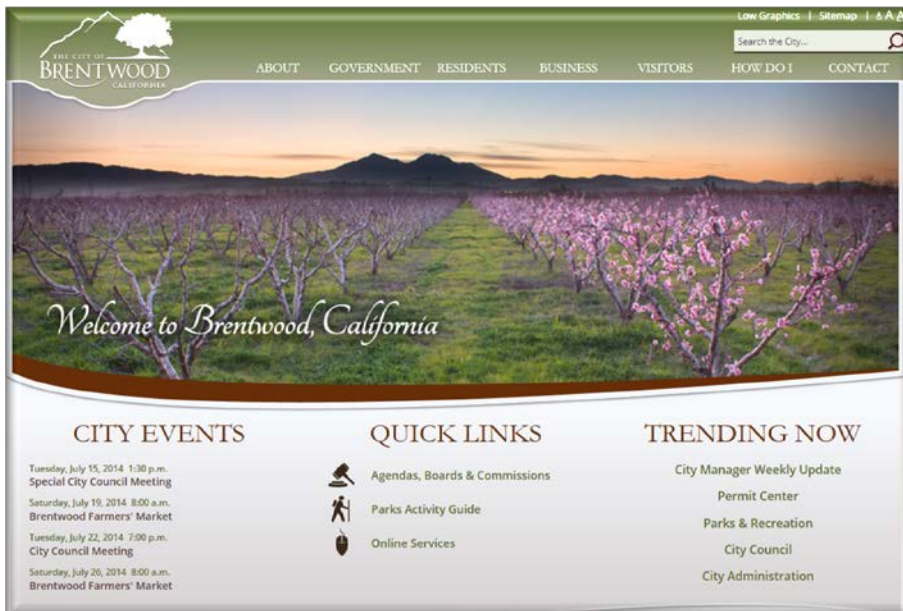 Low Graphics | Sitemap | A A A
Search the City...
THE CITY OF
BRENTWOOD
CALIFORNIA
ABOUT GOVERNMENT RESIDENTS BUSINESS VISITORS HOW DO I CONTACT
Welcome to Brentwood, California
CITY EVENTS
Tuesday, July 15, 2014 1:30 p.m.
Special City Council Meeting
Saturday, July 19, 2014 8:00 a.m.
Brentwood Farmers' Market
Tuesday, July 22, 2014 7:00 p.m.
City Council Meeting
Saturday, July 26, 2014 8:00 a.m.
Brentwood Farmers' Market
QUICK LINKS
Agendas, Boards & Commissions
Parks Activity Guide
Online Services
TRENDING NOW
City Manager Weekly Update
Permit Center
Parks & Recreation
City Council
City Administration